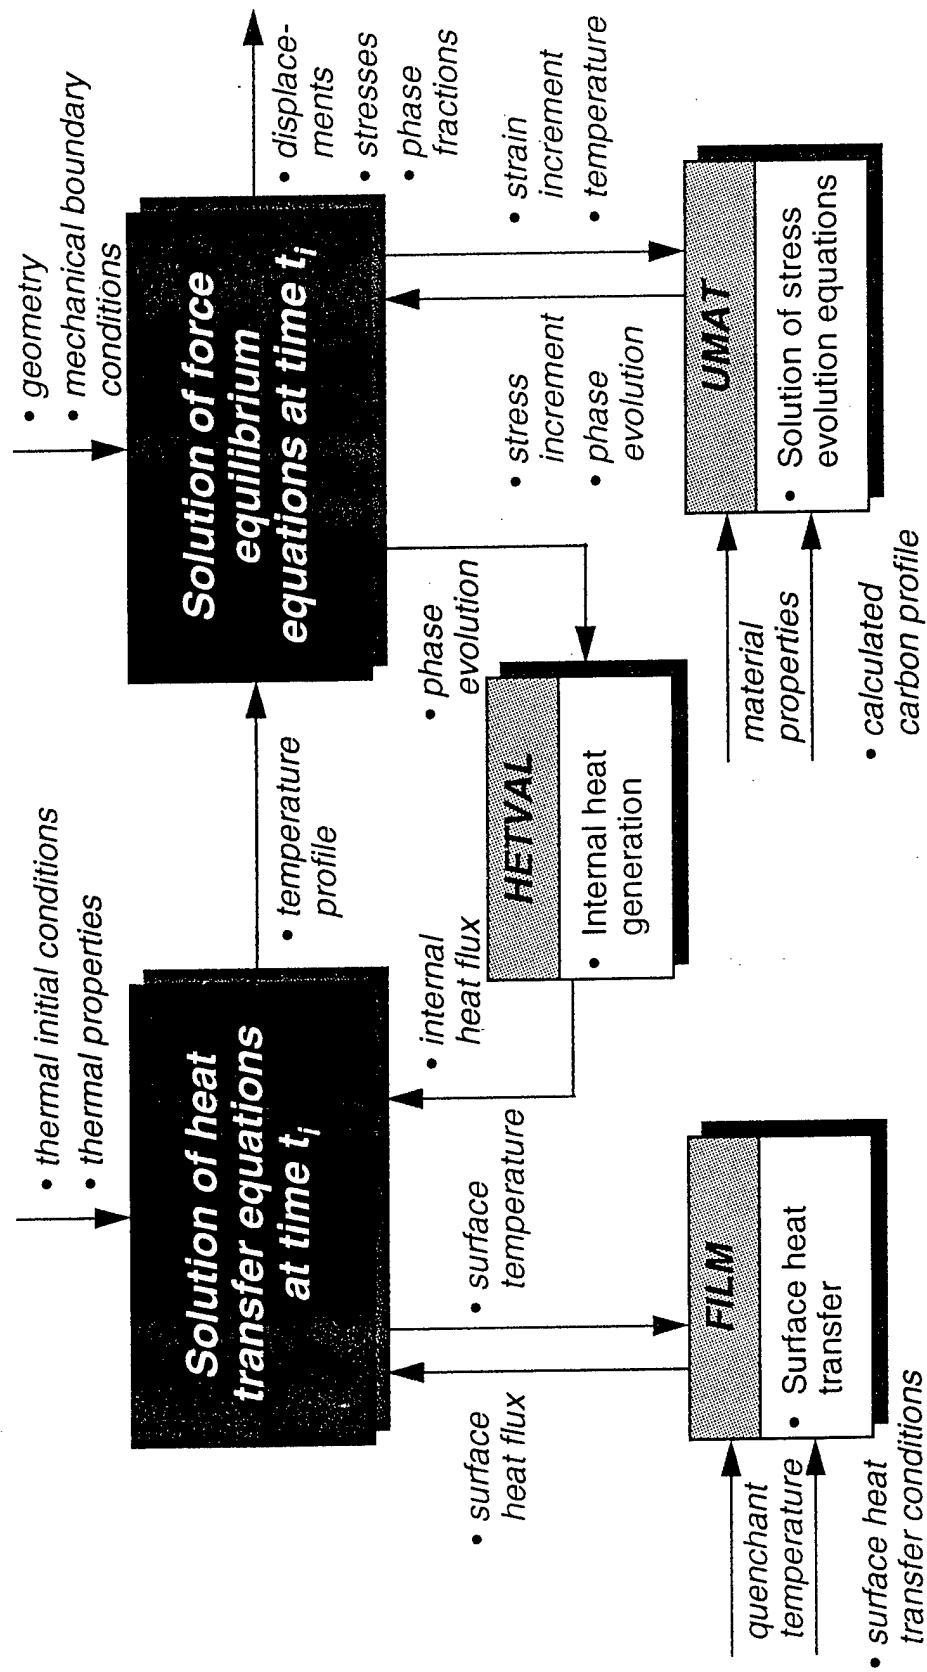 • thermal initial conditions
• thermal properties
• geometry
• mechanical boundary
conditions
Solution of heat
transfer equations
at time ti
• temperature
profile
Solution of force
equilibrium
equations at time ti
• displace-
ments
• stresses
• phase
fractions
• surface
heat flux
• surface
temperature
• internal
heat flux
• phase
evolution
• stress
increment
• phase
evolution
• strain
increment
• temperature
HETVAL
• Internal heat
generation
quenchant
temperature
• surface heat
transfer conditions
FILM
• Surface heat
transfer
material
properties
• calculated
carbon profile
UMAT
• Solution of stress
evolution equations